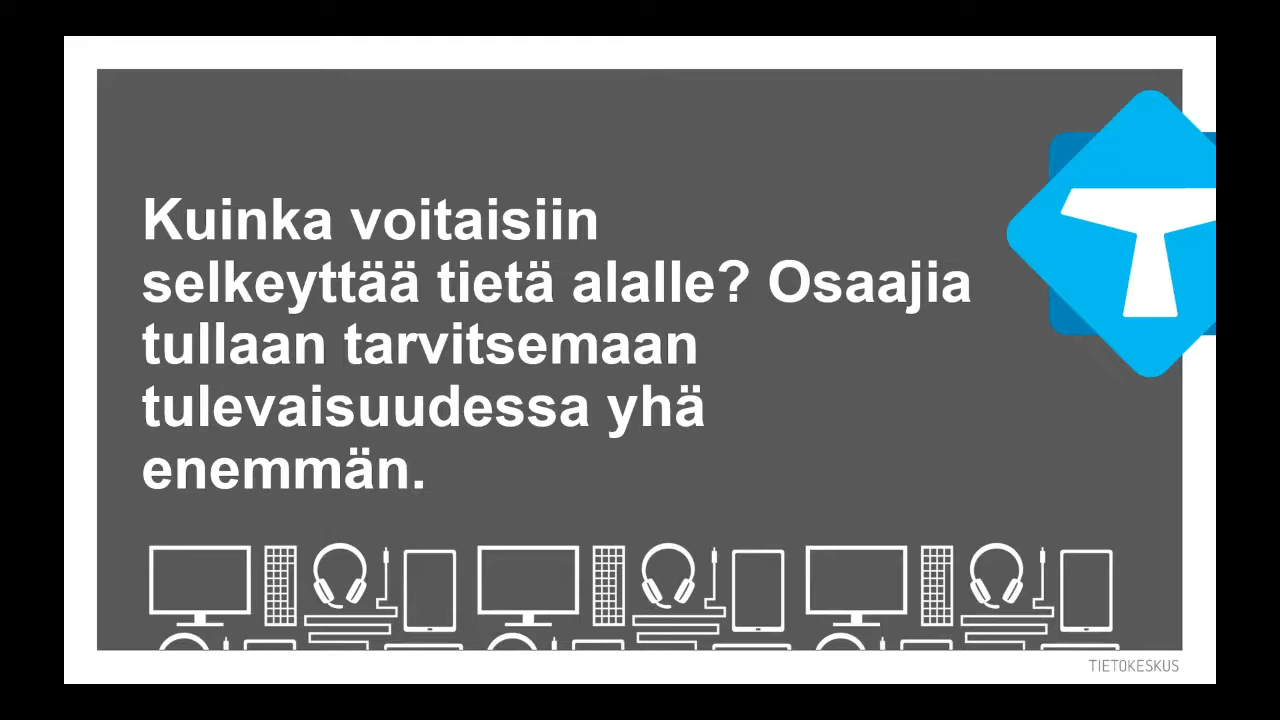 Kuinka voitaisiin
selkeyttää tietä alalle? Osaajia
tullaan tarvitsemaan
tulevaisuudessa yhä
enemmän.
TIETOKESKUS